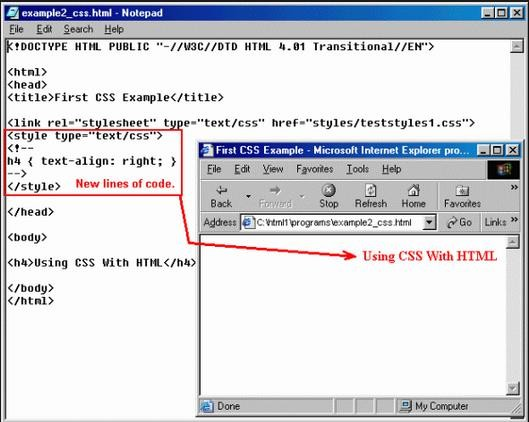 example2_css.html - Notepad
File Edit Search Help
<!DOCTYPE HTML PUBLIC "-//W3C//DTD HTML 4.01 Transitional//EN">
<html>
<head>
<title>First CSS Example</title>
<link rel="stylesheet" type="text/css" href="styles/teststyles1.css">
<style type="text/css">
<!--
h4 { text-align: right; }
-->
</style>
New lines of code.
</head>
<body>
<h4>Using CSS With HTML</h4>
</body>
</html>
First CSS Example - Microsoft Internet Explorer pro...
File Edit View Favorites Tools Help
Back Forward Stop Refresh Home Favorites
Address C:\html1\programs\example2_css.html Go Links
Using CSS With HTML
Done My Computer